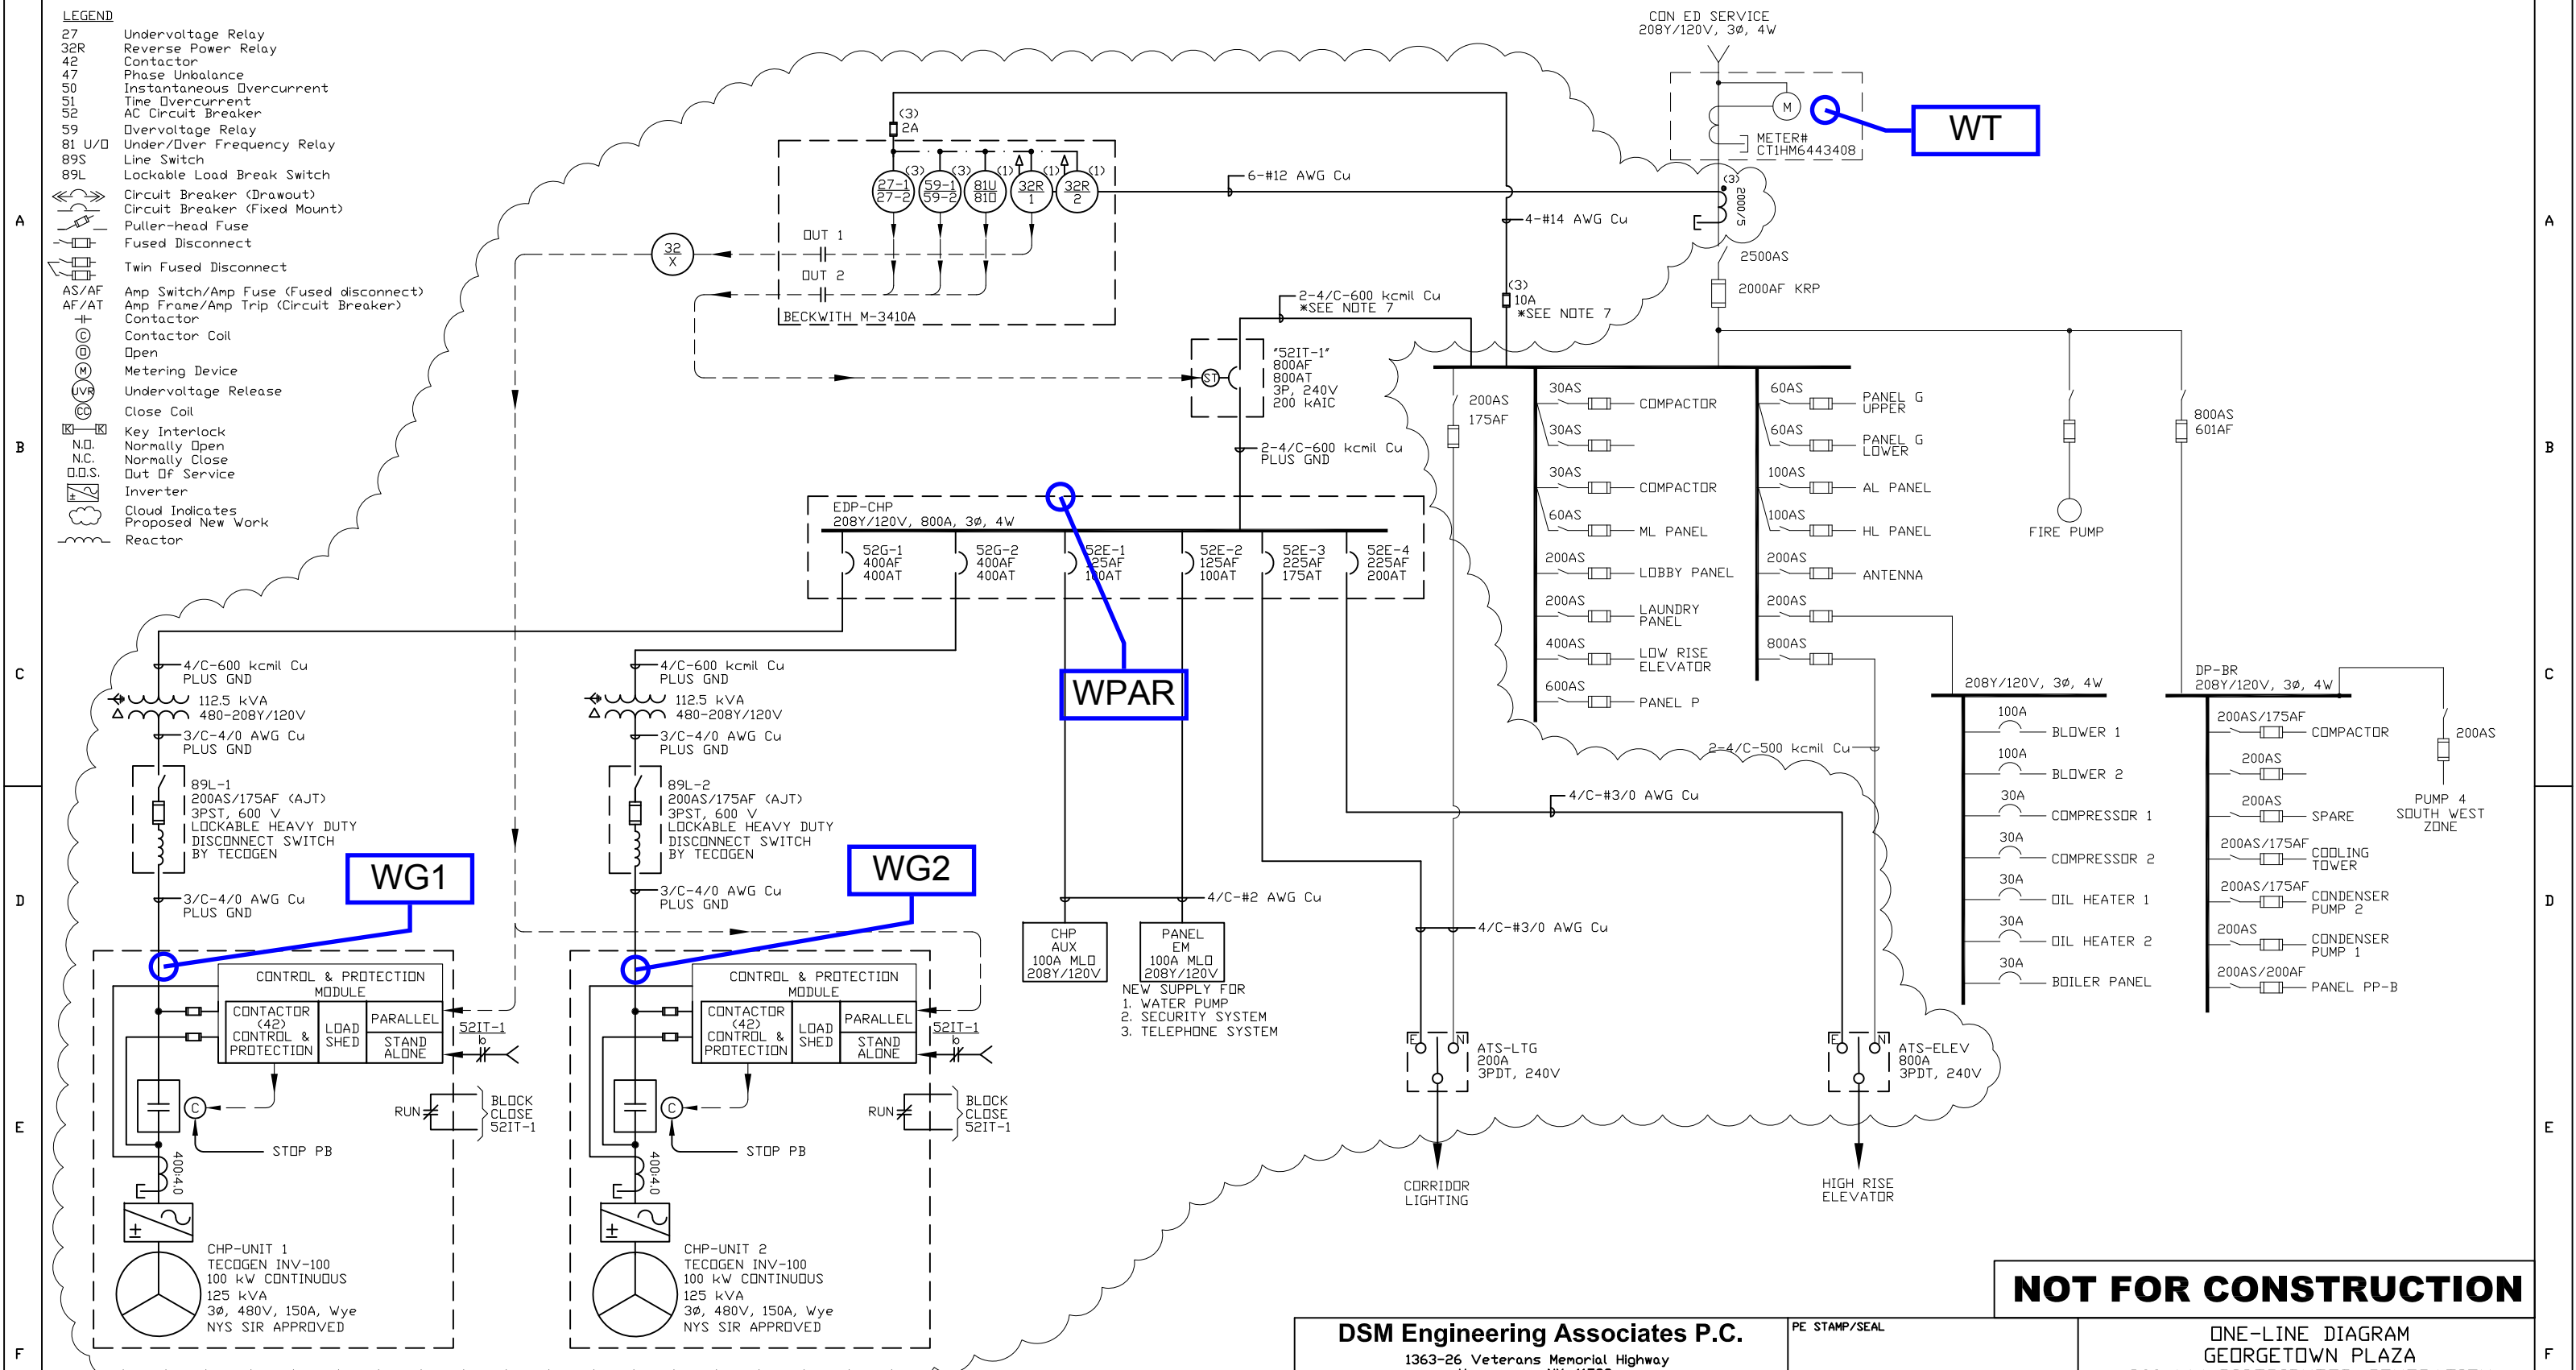 LEGEND
27 Undervoltage Relay
32R Reverse Power Relay
42 Contactor
47 Phase Unbalance
50 Instantaneous Overcurrent
51 Time Overcurrent
52 AC Circuit Breaker
59 Overvoltage Relay
81 U/O Under/Over Frequency Relay
89S Line Switch
89L Lockable Load Break Switch
Circuit Breaker (Drawout)
Circuit Breaker (Fixed Mount)
Puller-head Fuse
Fused Disconnect
Twin Fused Disconnect
AS/AF Amp Switch/Amp Fuse (Fused disconnect)
AF/AT Amp Frame/Amp Trip (Circuit Breaker)
Contactor
C Contactor Coil
O Open
M Metering Device
UVR Undervoltage Release
CC Close Coil
K K Key Interlock
N.O. Normally Open
N.C. Normally Close
O.O.S. Out Of Service
Inverter
Cloud Indicates
Proposed New Work
Reactor
A
B
C
D
E
F
CON ED SERVICE
208Y/120V, 3Ø, 4W
M
METER#
CT1HM6443408
WT
(3)
2000/5
2500AS
2000AF KRP
(3)
2A
27-1
27-2
(3)
59-1
59-2
(3)
81U
81O
(1)
32R
1
(1)
32R
2
(1)
6-#12 AWG Cu
4-#14 AWG Cu
OUT 1
OUT 2
BECKWITH M-3410A
32
X
(3)
10A
*SEE NOTE 7
2-4/C-600 kcmil Cu
*SEE NOTE 7
ST
"52IT-1"
800AF
800AT
3P, 240V
200 kAIC
2-4/C-600 kcmil Cu
PLUS GND
EDP-CHP
208Y/120V, 800A, 3Ø, 4W
52G-1
400AF
400AT
52G-2
400AF
400AT
52E-1
125AF
100AT
52E-2
125AF
100AT
52E-3
225AF
175AT
52E-4
225AF
200AT
WPAR
200AS
175AF
30AS COMPACTOR
30AS
30AS COMPACTOR
60AS ML PANEL
200AS LOBBY PANEL
200AS LAUNDRY
PANEL
400AS LOW RISE
ELEVATOR
600AS PANEL P
60AS PANEL G
UPPER
60AS PANEL G
LOWER
100AS AL PANEL
100AS HL PANEL
200AS ANTENNA
200AS
800AS
FIRE PUMP
800AS
601AF
208Y/120V, 3Ø, 4W
100A BLOWER 1
100A BLOWER 2
30A COMPRESSOR 1
30A COMPRESSOR 2
30A OIL HEATER 1
30A OIL HEATER 2
30A BOILER PANEL
DP-BR
208Y/120V, 3Ø, 4W
200AS/175AF COMPACTOR
200AS
200AS SPARE
200AS/175AF COOLING
TOWER
200AS/175AF CONDENSER
PUMP 2
200AS CONDENSER
PUMP 1
200AS/200AF PANEL PP-B
200AS
PUMP 4
SOUTH WEST
ZONE
2-4/C-500 kcmil Cu
4/C-#3/0 AWG Cu
4/C-#3/0 AWG Cu
4/C-#2 AWG Cu
4/C-600 kcmil Cu
PLUS GND
112.5 kVA
480-208Y/120V
3/C-4/0 AWG Cu
PLUS GND
89L-1
200AS/175AF (AJT)
3PST, 600 V
LOCKABLE HEAVY DUTY
DISCONNECT SWITCH
BY TECOGEN
3/C-4/0 AWG Cu
PLUS GND
WG1
4/C-600 kcmil Cu
PLUS GND
112.5 kVA
480-208Y/120V
3/C-4/0 AWG Cu
PLUS GND
89L-2
200AS/175AF (AJT)
3PST, 600 V
LOCKABLE HEAVY DUTY
DISCONNECT SWITCH
BY TECOGEN
3/C-4/0 AWG Cu
PLUS GND
WG2
CONTROL & PROTECTION
MODULE
CONTACTOR
(42)
CONTROL &
PROTECTION
LOAD
SHED
PARALLEL
STAND
ALONE
52IT-1
b
C
RUN
BLOCK
CLOSE
52IT-1
STOP PB
400:4.0
CHP-UNIT 1
TECOGEN INV-100
100 kW CONTINUOUS
125 kVA
3Ø, 480V, 150A, Wye
NYS SIR APPROVED
CONTROL & PROTECTION
MODULE
CONTACTOR
(42)
CONTROL &
PROTECTION
LOAD
SHED
PARALLEL
STAND
ALONE
52IT-1
b
C
RUN
BLOCK
CLOSE
52IT-1
STOP PB
400:4.0
CHP-UNIT 2
TECOGEN INV-100
100 kW CONTINUOUS
125 kVA
3Ø, 480V, 150A, Wye
NYS SIR APPROVED
CHP
AUX
100A MLO
208Y/120V
PANEL
EM
100A MLO
208Y/120V
NEW SUPPLY FOR
1. WATER PUMP
2. SECURITY SYSTEM
3. TELEPHONE SYSTEM
E N
ATS-LTG
200A
3PDT, 240V
CORRIDOR
LIGHTING
E N
ATS-ELEV
800A
3PDT, 240V
HIGH RISE
ELEVATOR
A
B
C
D
E
F
NOT FOR CONSTRUCTION
DSM Engineering Associates P.C.
1363-26 Veterans Memorial Highway
PE STAMP/SEAL
ONE-LINE DIAGRAM
GEORGETOWN PLAZA